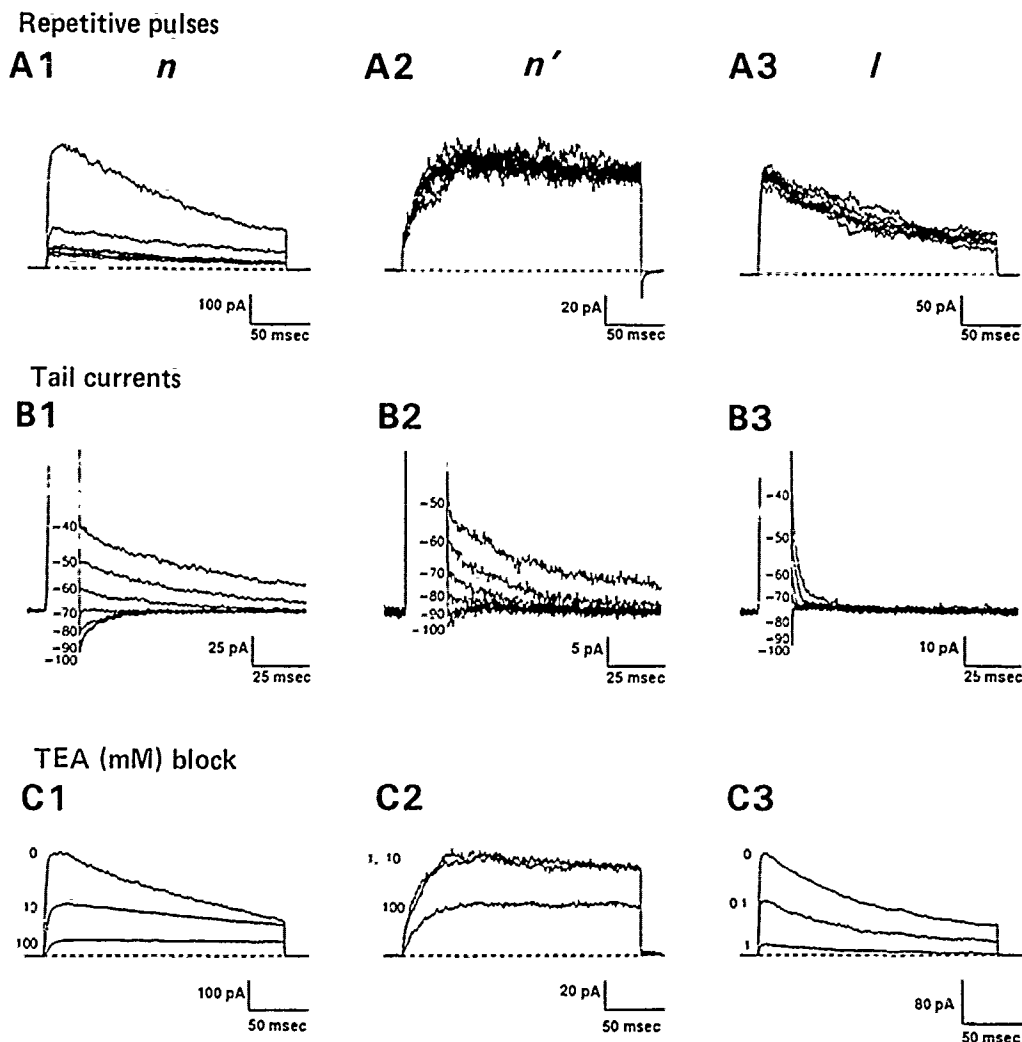 Repetitive pulses
A1 n A2 n' A3 l
100 pA
50 msec
20 pA
50 msec
50 pA
50 msec
Tail currents
B1 B2 B3
-40
-50
-60
-70
-80
-90
-100
25 pA
25 msec
-50
-60
-70
-80
-90
-100
5 pA
25 msec
-40
-50
-60
-70
-80
-90
-100
10 pA
25 msec
TEA (mM) block
C1 C2 C3
0
10
100
100 pA
50 msec
1, 10
100
20 pA
50 msec
0
0.1
1
80 pA
50 msec